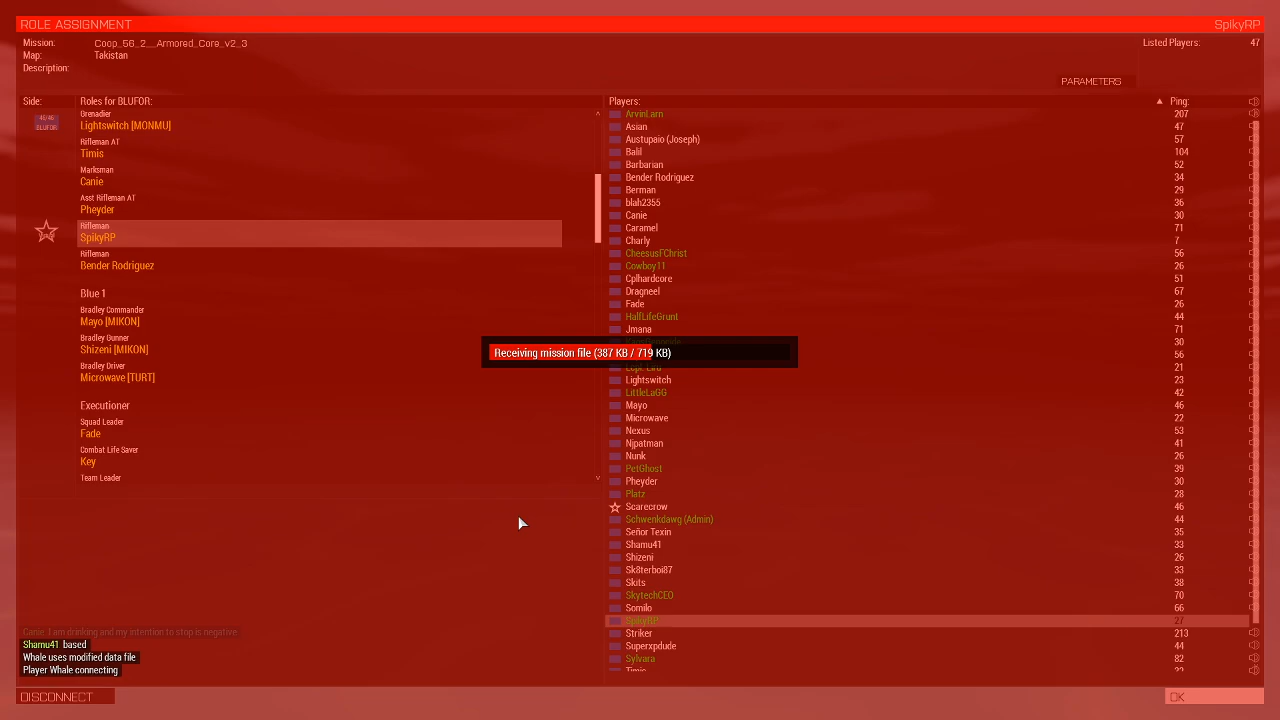 ROLE ASSIGNMENT
SpikyRP
Mission: Coop_56_2__Armored_Core_v2_3
Listed Players: 47
Map: Takistan
Description:
PARAMETERS
Side:
Roles for BLUFOR:
46/46
BLUFOR
Grenadier
Lightswitch [MONMU]
Rifleman AT
Timis
Marksman
Canie
Asst Rifleman AT
Pheyder
Rifleman
SpikyRP
Rifleman
Bender Rodriguez
Blue 1
Bradley Commander
Mayo [MIKON]
Bradley Gunner
Shizeni [MIKON]
Bradley Driver
Microwave [TURT]
Executioner
Squad Leader
Fade
Combat Life Saver
Key
Team Leader
Players: Ping:
ArvinLarn 207
Asian 47
Austupaio (Joseph) 57
Balil 104
Barbarian 52
Bender Rodriguez 34
Berman 29
blah2355 36
Canie 30
Caramel 71
Charly 7
CheesusFChrist 56
Cowboy11 26
Cplhardcore 51
Dragneel 67
Fade 26
HalfLifeGrunt 44
Jmana 71
Receiving mission file (387 KB / 719 KB)
56
21
Lightswitch 23
LittleLaGG 42
Mayo 46
Microwave 22
Nexus 53
Njpatman 41
Nunk 26
PetGhost 39
Pheyder 30
Platz 28
Scarecrow 46
Schwenkdawg (Admin) 44
Señor Texin 35
Shamu41 33
Shizeni 26
Sk8terboi87 33
Skits 38
SkytechCEO 70
Somilo 66
SpikyRP 27
Striker 213
Superxpdude 44
Sylvara 82
Timis 32
Canie: I am drinking and my intention to stop is negative
Shamu41 based
Whale uses modified data file
Player Whale connecting
DISCONNECT
OK